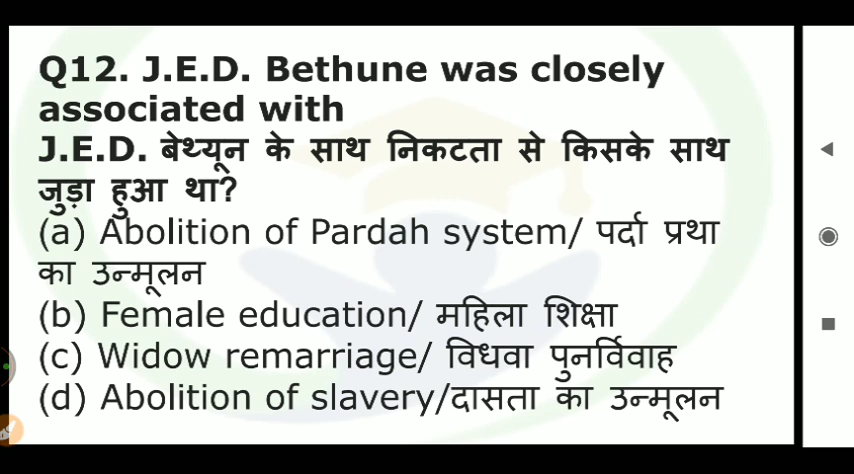 Q12. J.E.D. Bethune was closely
associated with
J.E.D. बेथ्यून के साथ निकटता से किसके साथ
जुड़ा हुआ था?
(a) Abolition of Pardah system/ पर्दा प्रथा
का उन्मूलन
(b) Female education/ महिला शिक्षा
(c) Widow remarriage/ विधवा पुनर्विवाह
(d) Abolition of slavery/दासता का उन्मूलन